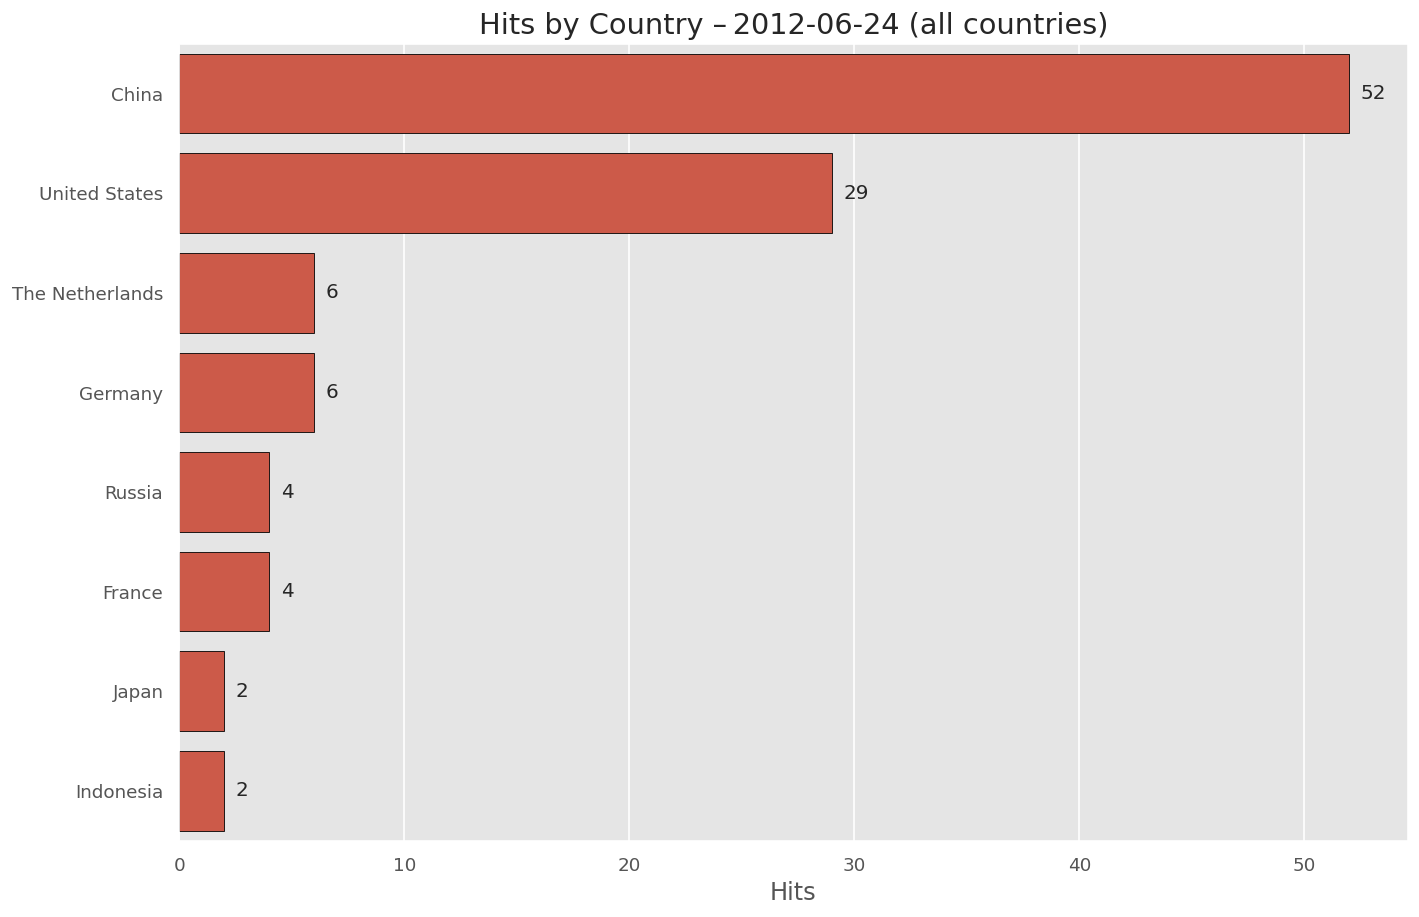 Hits by Country – 2012-06-24 (all countries)
China 52
United States 29
The Netherlands 6
Germany 6
Russia 4
France 4
Japan 2
Indonesia 2
0 10 20 30 40 50
Hits